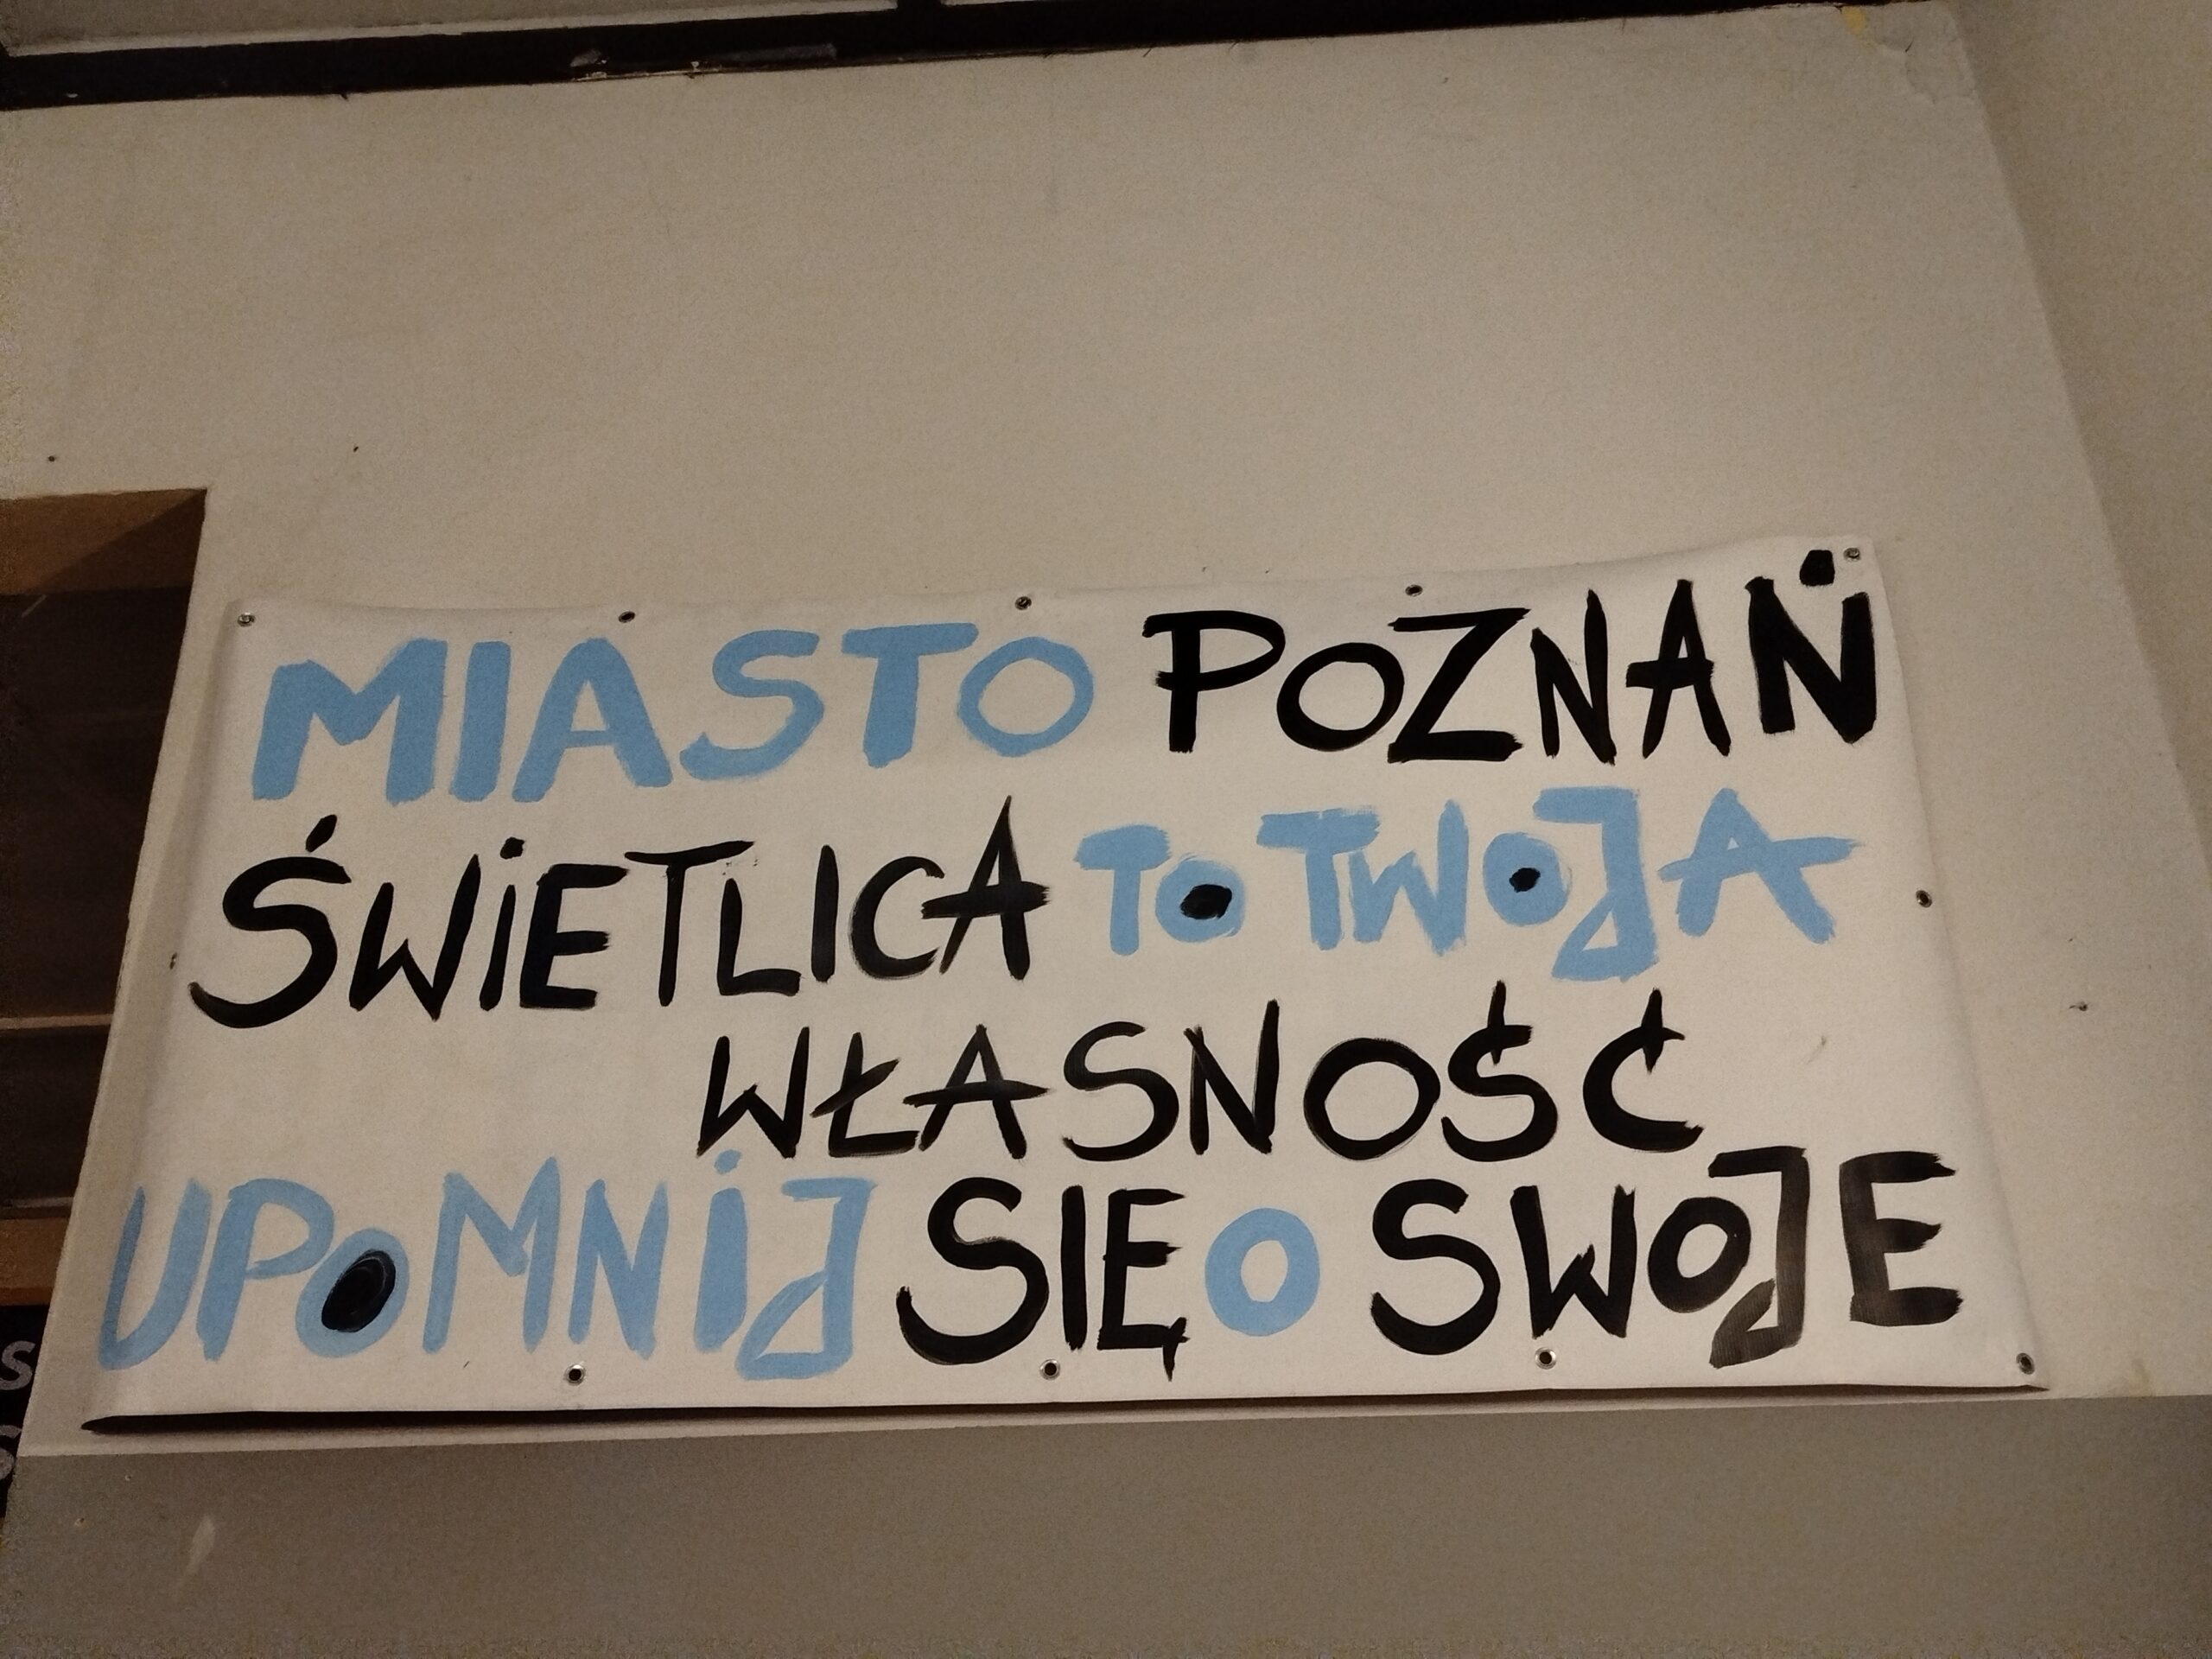 MIASTO POZNAŃ
ŚWiETLICA TO TWOJA
WŁASNOŚĆ
UPOMNiJ SIĘ O SWOJE
S
S